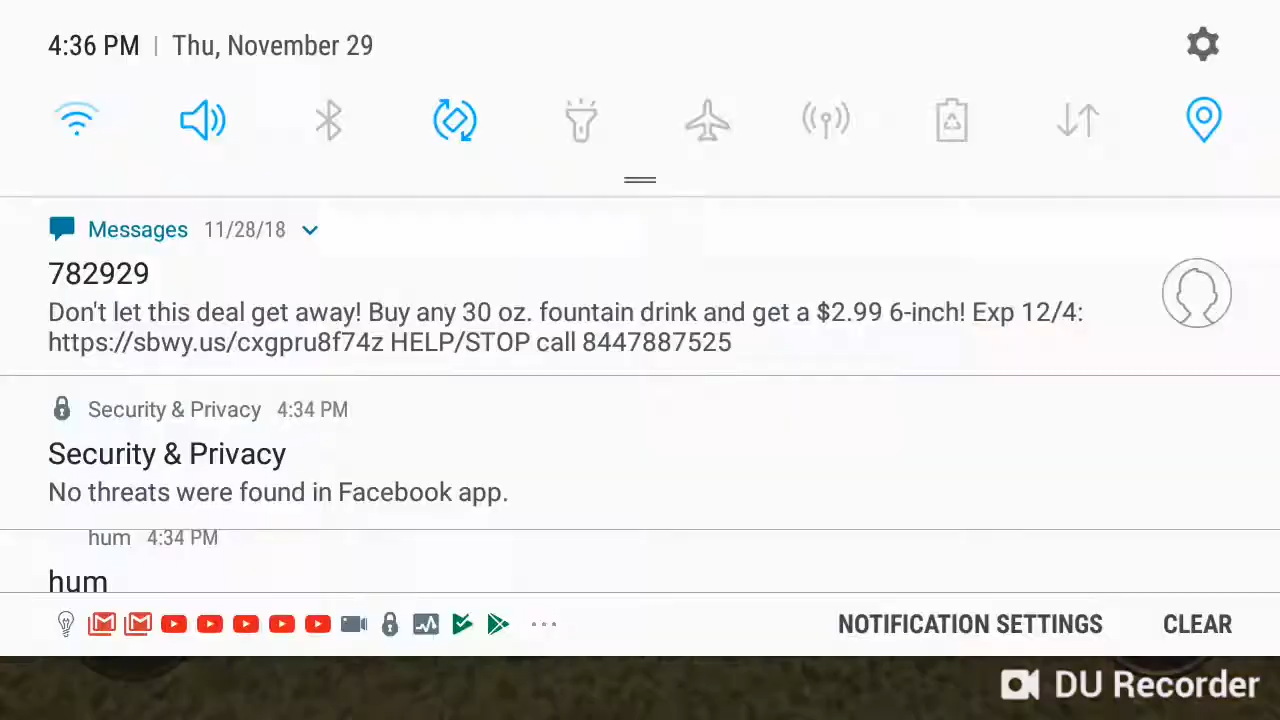 4:36 PM | Thu, November 29
Messages 11/28/18
782929
Don't let this deal get away! Buy any 30 oz. fountain drink and get a $2.99 6-inch! Exp 12/4:
https://sbwy.us/cxgpru8f74z HELP/STOP call 8447887525
Security & Privacy 4:34 PM
Security & Privacy
No threats were found in Facebook app.
hum 4:34 PM
hum
NOTIFICATION SETTINGS CLEAR
DU Recorder